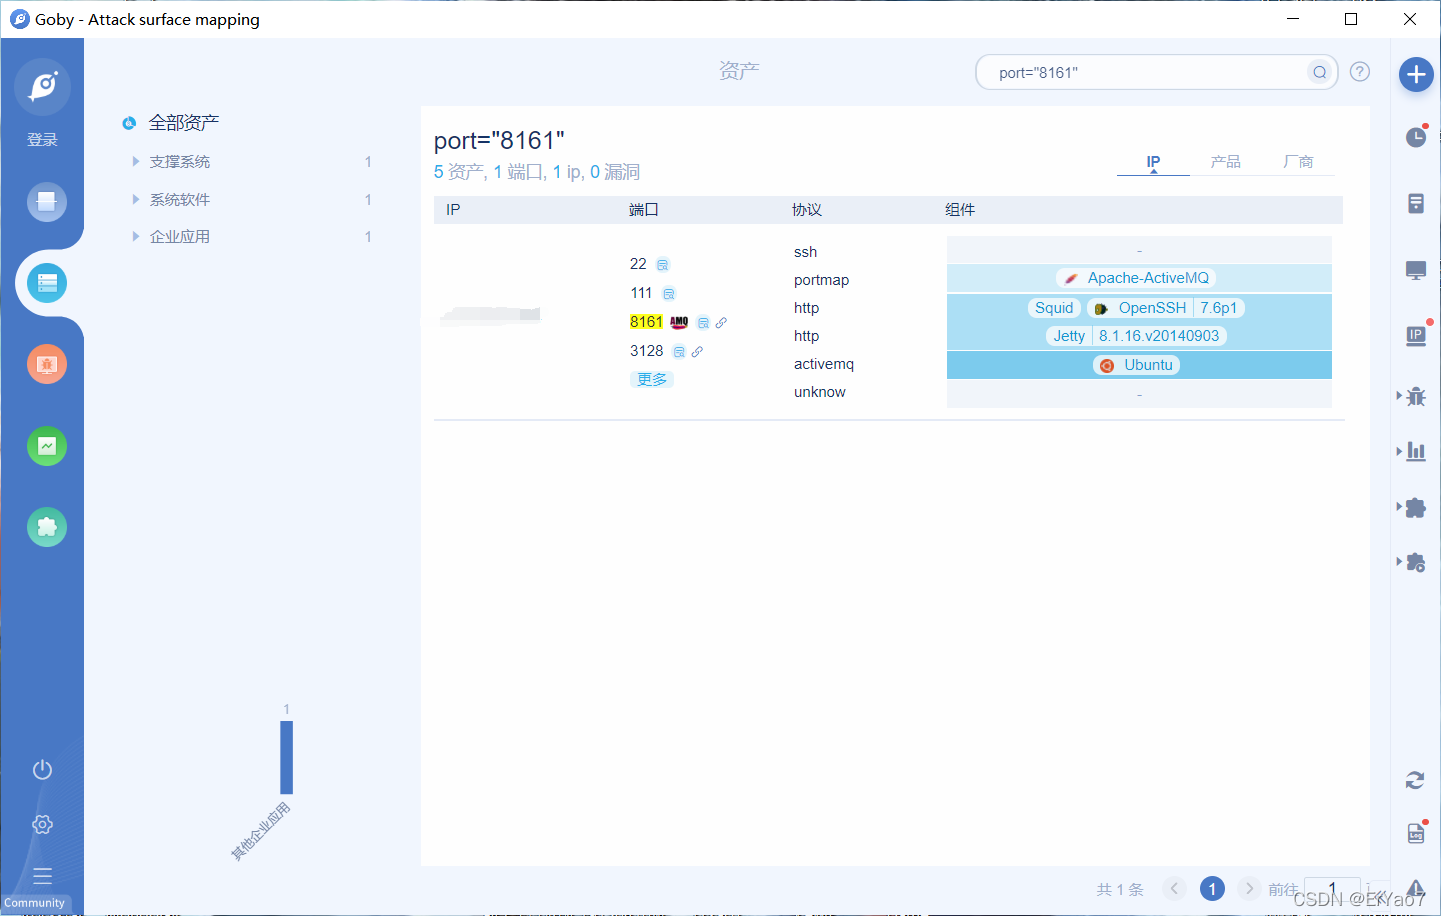 Goby - Attack surface mapping
登录
资产
port="8161"
全部资产
支撑系统 1
系统软件 1
企业应用 1
port="8161"
5 资产, 1 端口, 1 ip, 0 漏洞
IP 产品 厂商
IP 端口 协议 组件
22
111
8161 AMQ
3128
更多
ssh
portmap
http
http
activemq
unknow
-
Apache-ActiveMQ
Squid OpenSSH 7.6p1
Jetty 8.1.16.v20140903
Ubuntu
-
1
其他企业应用
IP
Log
共 1 条 1 前往 1
Community